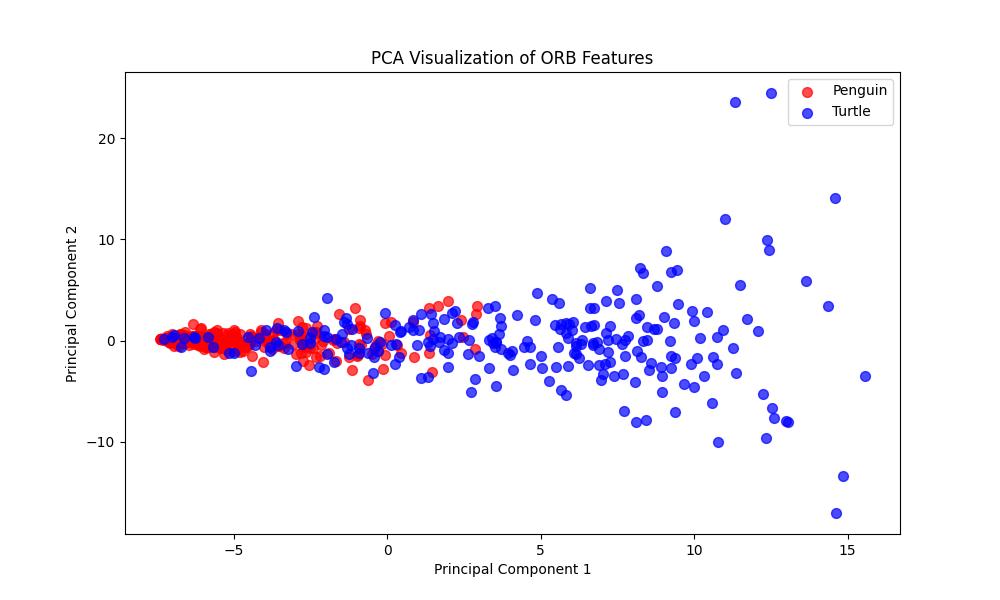 PCA Visualization of ORB Features
Penguin
Turtle
20
10
0
−10
Principal Component 2
−5
0
5
10
15
Principal Component 1